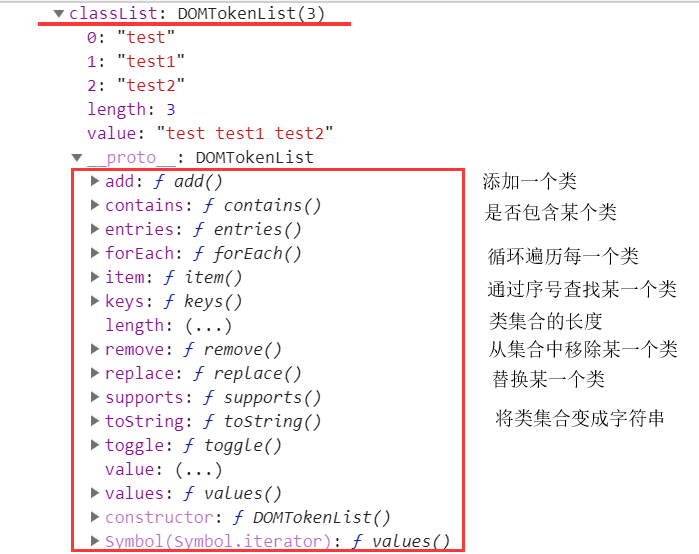 ▼classList: DOMTokenList(3)
0: "test"
1: "test1"
2: "test2"
length: 3
value: "test test1 test2"
▼__proto__: DOMTokenList
▶add: ƒ add() 添加一个类
▶contains: ƒ contains() 是否包含某个类
▶entries: ƒ entries()
▶forEach: ƒ forEach() 循环遍历每一个类
▶item: ƒ item() 通过序号查找某一个类
▶keys: ƒ keys()
length: (...) 类集合的长度
▶remove: ƒ remove() 从集合中移除某一个类
▶replace: ƒ replace() 替换某一个类
▶supports: ƒ supports()
▶toString: ƒ toString() 将类集合变成字符串
▶toggle: ƒ toggle()
value: (...)
▶values: ƒ values()
▶constructor: ƒ DOMTokenList()
▶Symbol(Symbol.iterator): ƒ values()